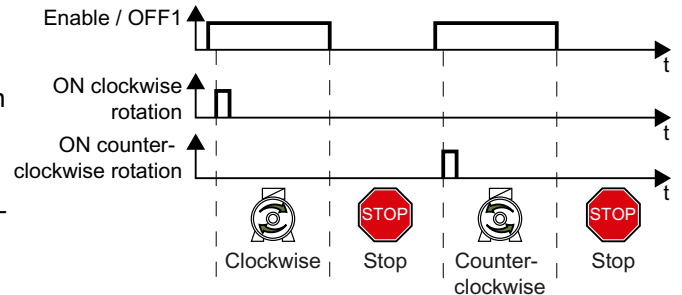 Enable / OFF1
t
ON clockwise
rotation
t
ON counter-
clockwise rotation
t
STOP
STOP
Clockwise
Stop
Counter-
clockwise
Stop